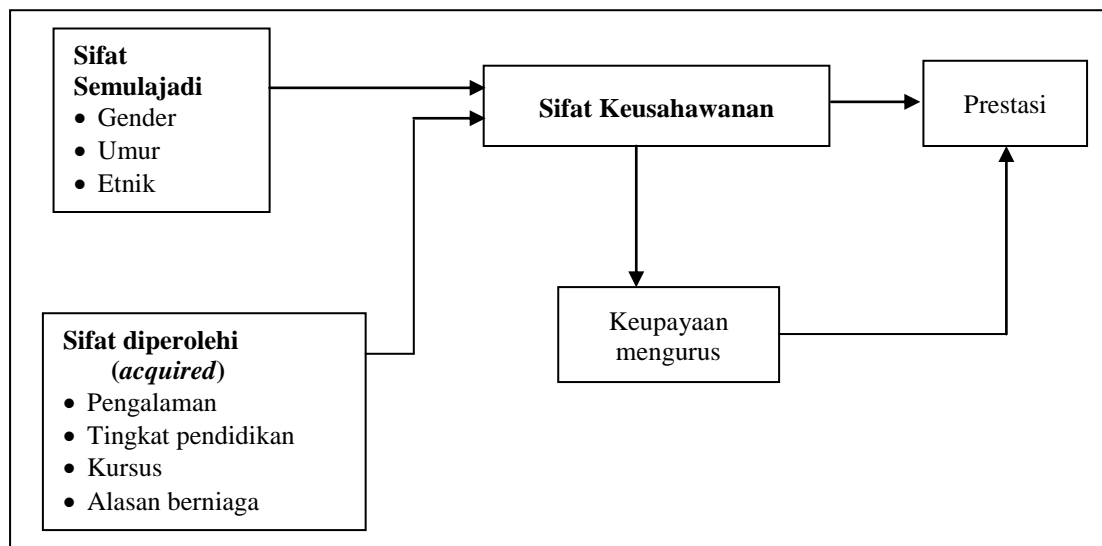 Sifat
Semulajadi
• Gender
• Umur
• Etnik
Sifat Keusahawanan
Prestasi
Keupayaan
mengurus
Sifat diperolehi
(acquired)
• Pengalaman
• Tingkat pendidikan
• Kursus
• Alasan berniaga